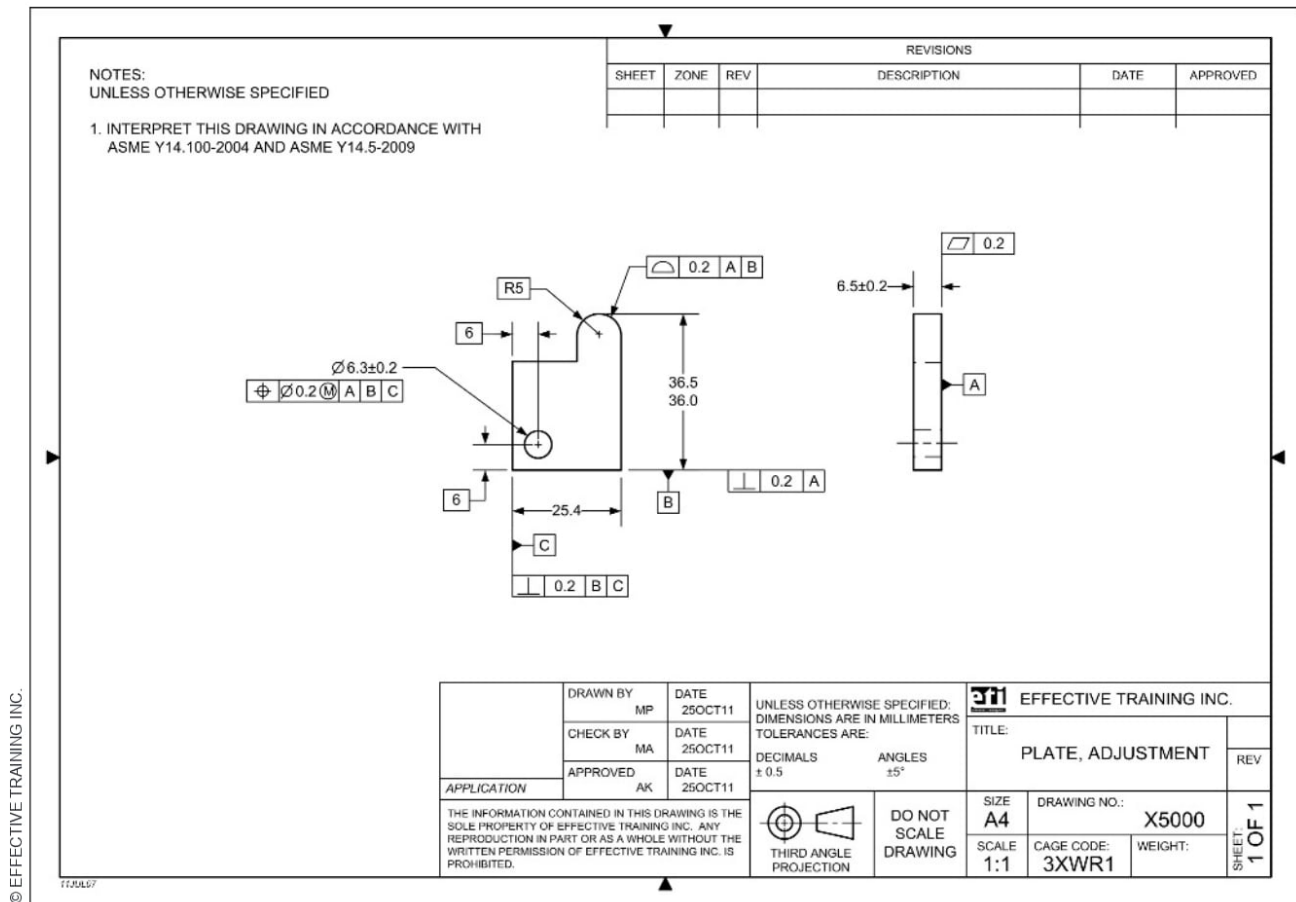 REVISIONS
SHEET ZONE REV DESCRIPTION DATE APPROVED
NOTES:
UNLESS OTHERWISE SPECIFIED
1. INTERPRET THIS DRAWING IN ACCORDANCE WITH
ASME Y14.100-2004 AND ASME Y14.5-2009
⏥ 0.2
⌓ 0.2 A B
R5
6.5±0.2
6
Ø6.3±0.2
⌖ Ø0.2Ⓜ A B C
36.5
36.0
A
⟂ 0.2 A
6
B
25.4
C
⟂ 0.2 B C
DRAWN BY
MP
DATE
25OCT11
CHECK BY
MA
DATE
25OCT11
APPROVED
AK
DATE
25OCT11
APPLICATION
UNLESS OTHERWISE SPECIFIED:
DIMENSIONS ARE IN MILLIMETERS
TOLERANCES ARE:
DECIMALS ANGLES
± 0.5 ±5°
eti EFFECTIVE TRAINING INC.
TITLE:
PLATE, ADJUSTMENT
REV
THE INFORMATION CONTAINED IN THIS DRAWING IS THE
SOLE PROPERTY OF EFFECTIVE TRAINING INC. ANY
REPRODUCTION IN PART OR AS A WHOLE WITHOUT THE
WRITTEN PERMISSION OF EFFECTIVE TRAINING INC. IS
PROHIBITED.
THIRD ANGLE
PROJECTION
DO NOT
SCALE
DRAWING
SIZE
A4
DRAWING NO.:
X5000
SCALE
1:1
CAGE CODE:
3XWR1
WEIGHT:
SHEET:
1 OF 1
11JUL07
© EFFECTIVE TRAINING INC.